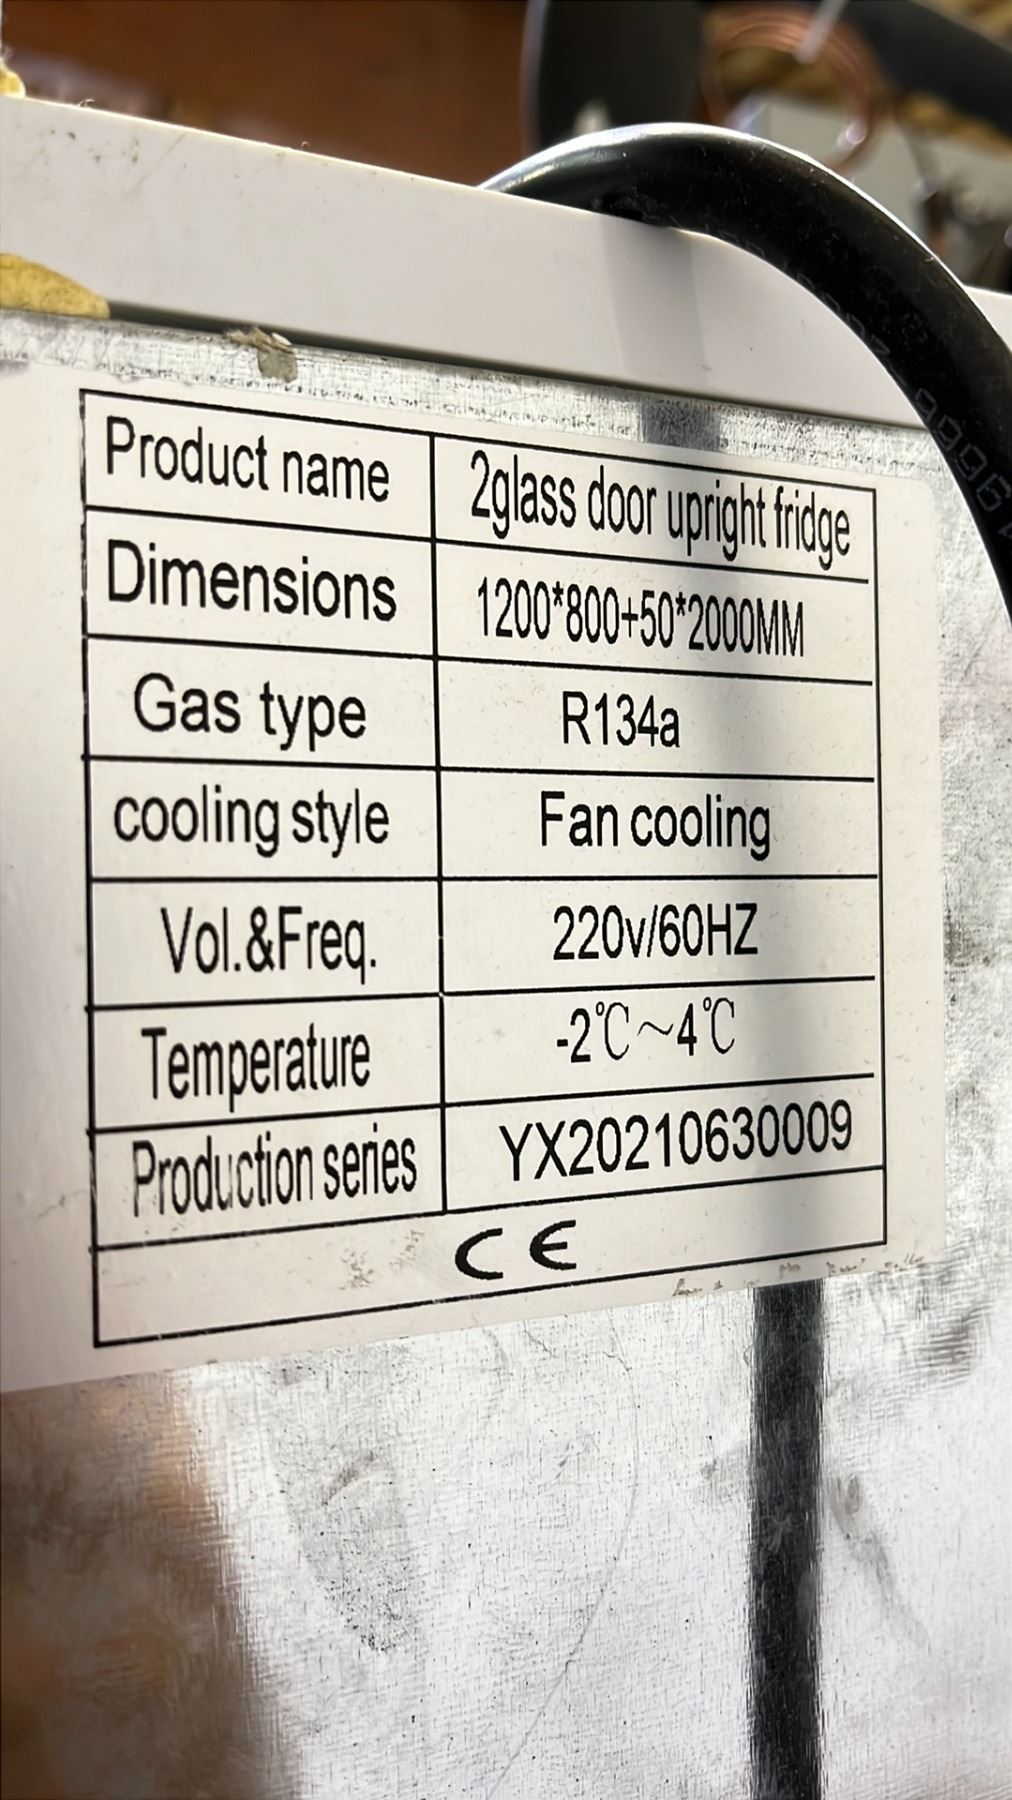 Product name 2glass door upright fridge
Dimensions 1200*800+50*2000MM
Gas type R134a
cooling style Fan cooling
Vol.&Freq. 220v/60HZ
Temperature -2℃~4℃
Production series YX20210630009
CE